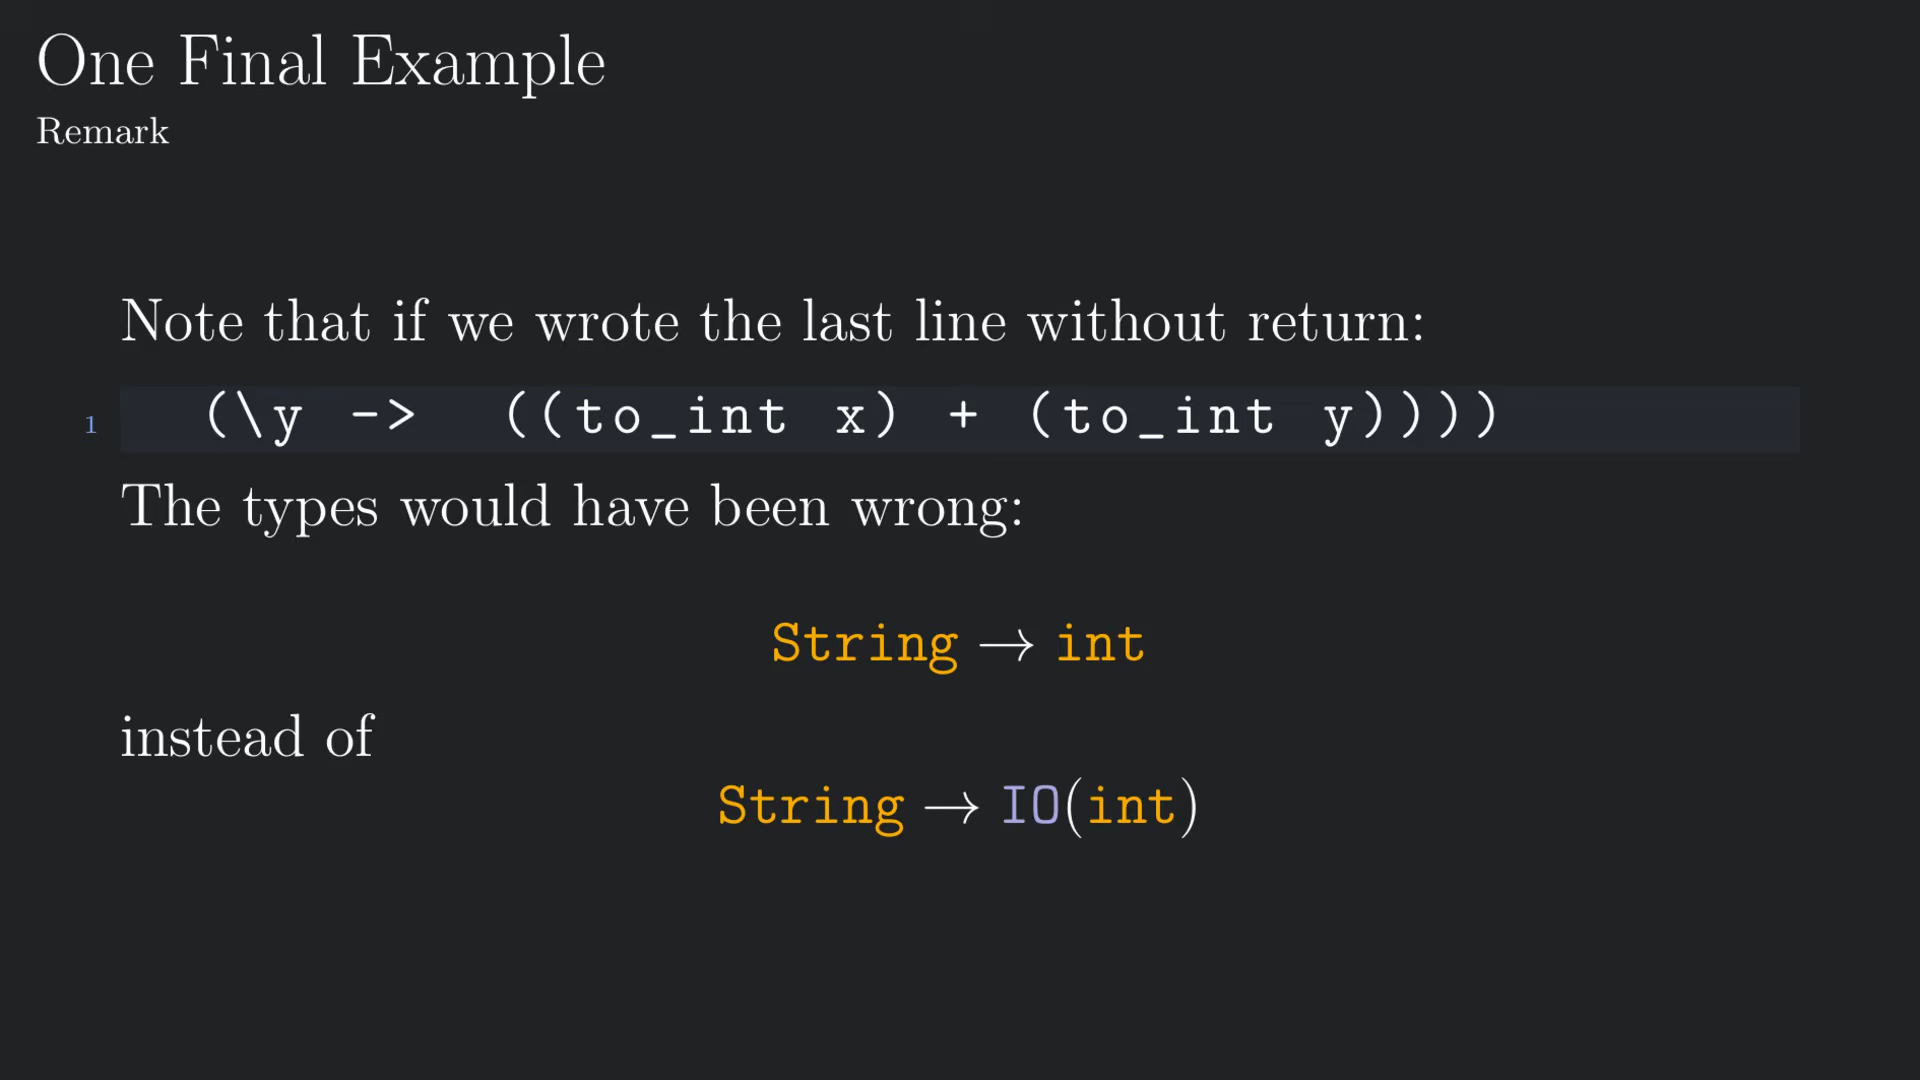 One Final Example
Remark
Note that if we wrote the last line without return:
1 (\y -> ((to_int x) + (to_int y))))
The types would have been wrong:
String → int
instead of
String → IO(int)